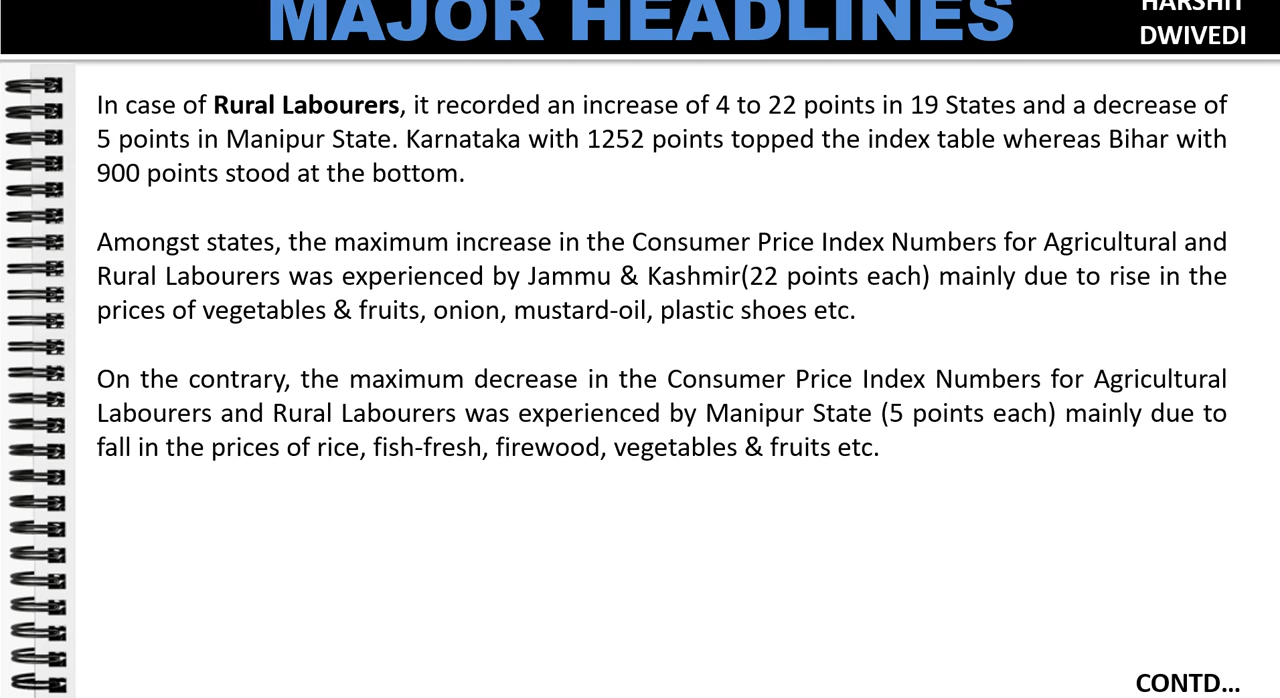 MAJOR HEADLINES
HARSHIT
DWIVEDI
In case of Rural Labourers, it recorded an increase of 4 to 22 points in 19 States and a decrease of
5 points in Manipur State. Karnataka with 1252 points topped the index table whereas Bihar with
900 points stood at the bottom.
Amongst states, the maximum increase in the Consumer Price Index Numbers for Agricultural and
Rural Labourers was experienced by Jammu & Kashmir(22 points each) mainly due to rise in the
prices of vegetables & fruits, onion, mustard-oil, plastic shoes etc.
On the contrary, the maximum decrease in the Consumer Price Index Numbers for Agricultural
Labourers and Rural Labourers was experienced by Manipur State (5 points each) mainly due to
fall in the prices of rice, fish-fresh, firewood, vegetables & fruits etc.
CONTD...